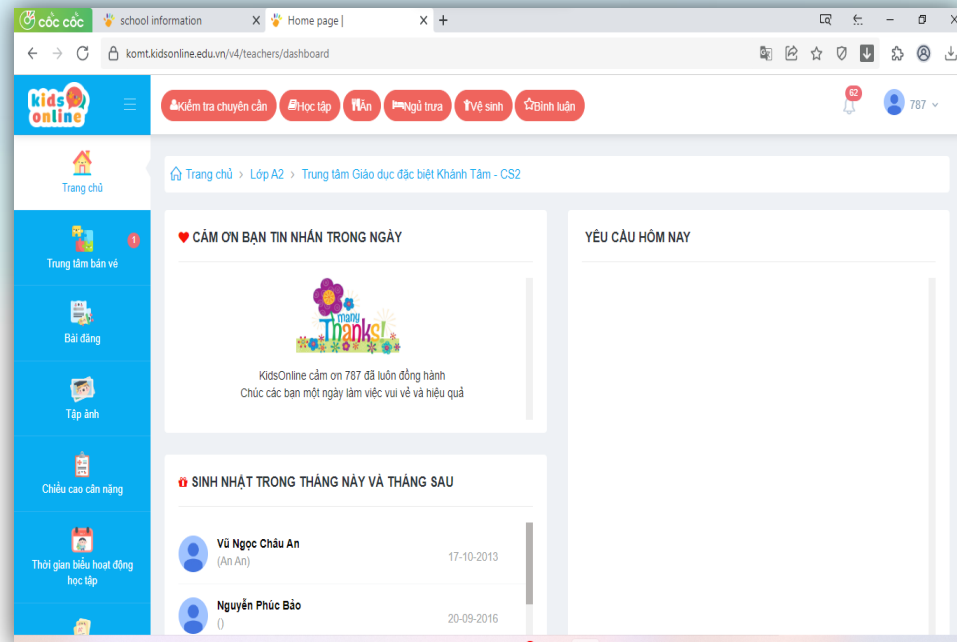 cốc cốc
school information
Home page |
komt.kidsonline.edu.vn/v4/teachers/dashboard
kids
online
Kiểm tra chuyên cần
Học tập
Ăn
Ngủ trưa
Vệ sinh
Bình luận
62
787
Trang chủ
Trang chủ > Lớp A2 > Trung tâm Giáo dục đặc biệt Khánh Tâm - CS2
1
Trung tâm bán vé
Bài đăng
Tập ảnh
Chiều cao cân nặng
Thời gian biểu hoạt động
học tập
CẢM ƠN BẠN TIN NHẮN TRONG NGÀY
many
Thanks!
KidsOnline cảm ơn 787 đã luôn đồng hành
Chúc các bạn một ngày làm việc vui vẻ và hiệu quả
YÊU CẦU HÔM NAY
SINH NHẬT TRONG THÁNG NÀY VÀ THÁNG SAU
Vũ Ngọc Châu An
(An An)
17-10-2013
Nguyễn Phúc Bảo
()
20-09-2016